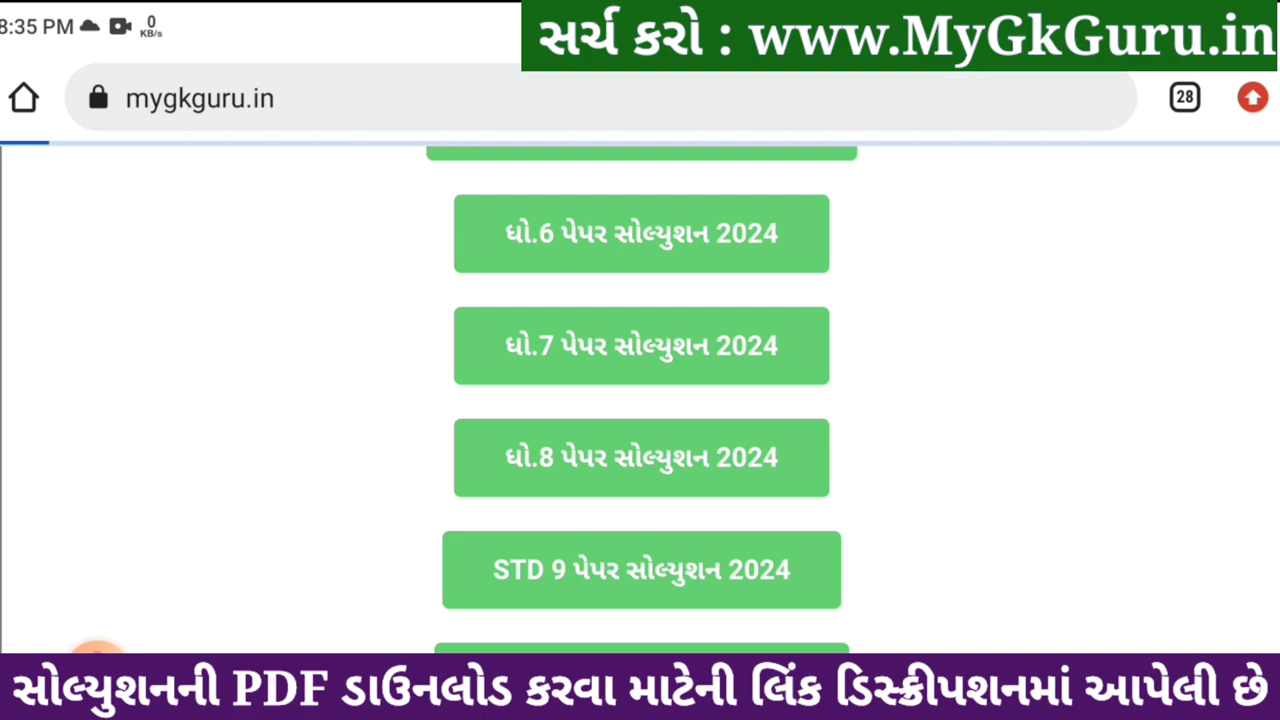 8:35 PM 0 KB/s
સર્ચ કરો : www.MyGkGuru.in
mygkguru.in
28
ધો.6 પેપર સોલ્યુશન 2024
ધો.7 પેપર સોલ્યુશન 2024
ધો.8 પેપર સોલ્યુશન 2024
STD 9 પેપર સોલ્યુશન 2024
સોલ્યુશનની PDF ડાઉનલોડ કરવા માટેની લિંક ડિસ્ક્રીપશનમાં આપેલી છે